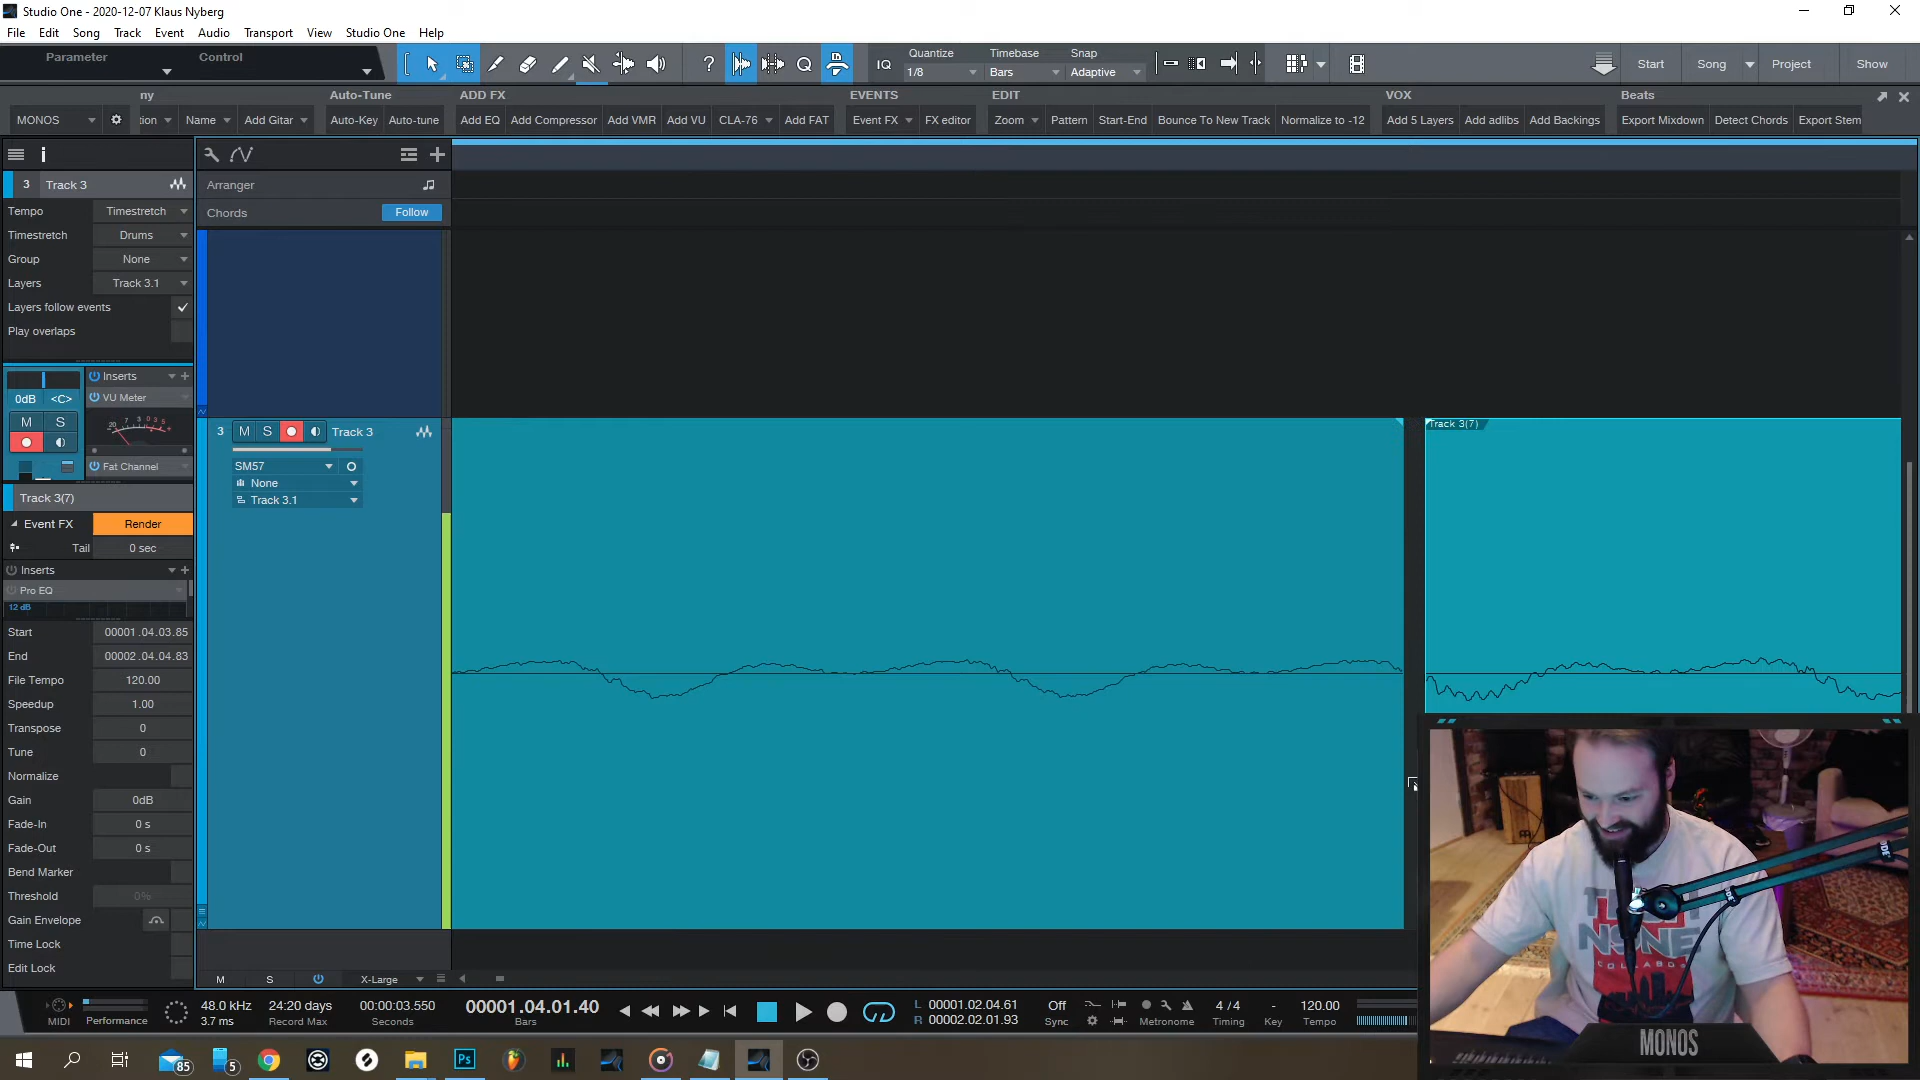 Studio One - 2020-12-07 Klaus Nyberg
File Edit Song Track Event Audio Transport View Studio One Help
Parameter Control
IQ Quantize 1/8 Timebase Bars Snap Adaptive
Start Song Project Show
ny Auto-Tune ADD FX EVENTS EDIT VOX Beats
MONOS tion Name Add Gitar Auto-Key Auto-tune Add EQ Add Compressor Add VMR Add VU CLA-76 Add FAT Event FX FX editor Zoom Pattern Start-End Bounce To New Track Normalize to -12 Add 5 Layers Add adlibs Add Backings Export Mixdown Detect Chords Export Stem
3 Track 3
Arranger
Tempo Timestretch
Chords Follow
Timestretch Drums
Group None
Layers Track 3.1
Layers follow events
Play overlaps
Inserts
0dB <C> VU Meter
M S
Fat Channel
3 M S Track 3
SM57
None
Track 3.1
Track 3(7)
Track 3(7)
Event FX Render
Tail 0 sec
Inserts
Pro EQ
12 dB
Start 00001.04.03.85
End 00002.04.04.83
File Tempo 120.00
Speedup 1.00
Transpose 0
Tune 0
Normalize
Gain 0dB
Fade-In 0 s
Fade-Out 0 s
Bend Marker
Threshold 0%
Gain Envelope
Time Lock
Edit Lock
M S X-Large
MIDI Performance
48.0 kHz
3.7 ms
24:20 days
Record Max
00:00:03.550
Seconds
00001.04.01.40
Bars
L 00001.02.04.61
R 00002.02.01.93
Off
Sync
Metronome
4 / 4
Timing
-
Key
120.00
Tempo
COLLABS
MONOS
85
5
Ps